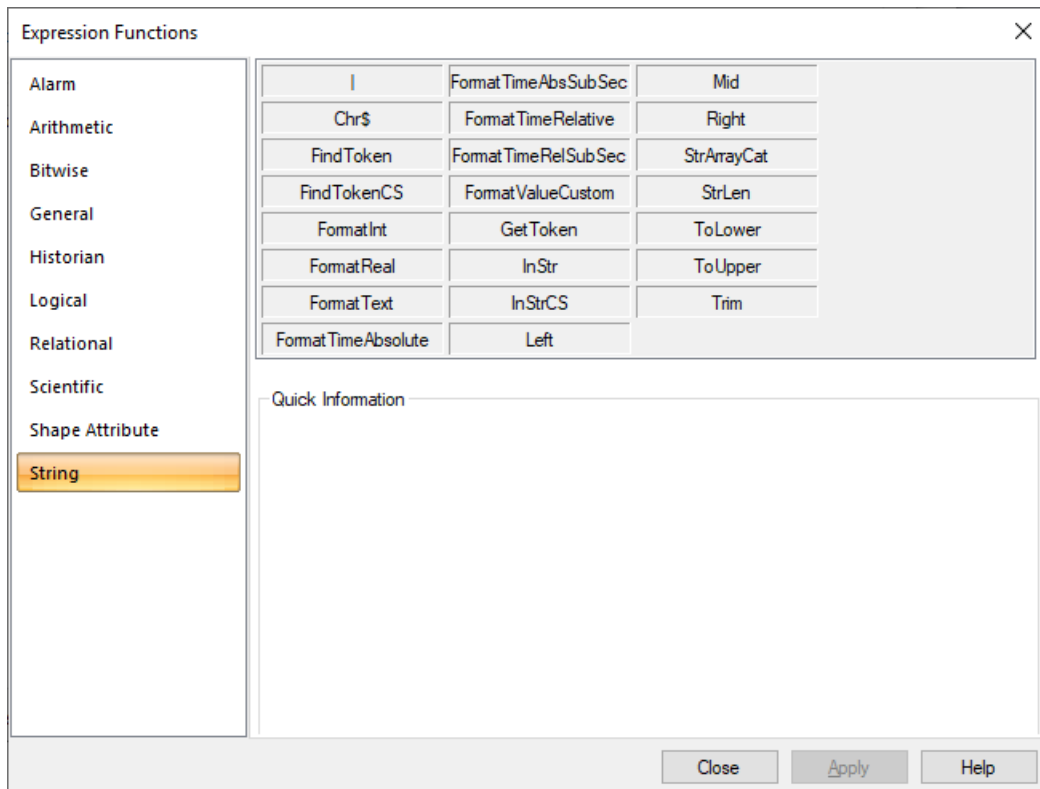 Expression Functions
Alarm
Arithmetic
Bitwise
General
Historian
Logical
Relational
Scientific
Shape Attribute
String
| FormatTimeAbsSubSec Mid
Chr$ FormatTimeRelative Right
FindToken FormatTimeRelSubSec StrArrayCat
FindTokenCS FormatValueCustom StrLen
FormatInt GetToken ToLower
FormatReal InStr ToUpper
FormatText InStrCS Trim
FormatTimeAbsolute Left
Quick Information
Close Apply Help